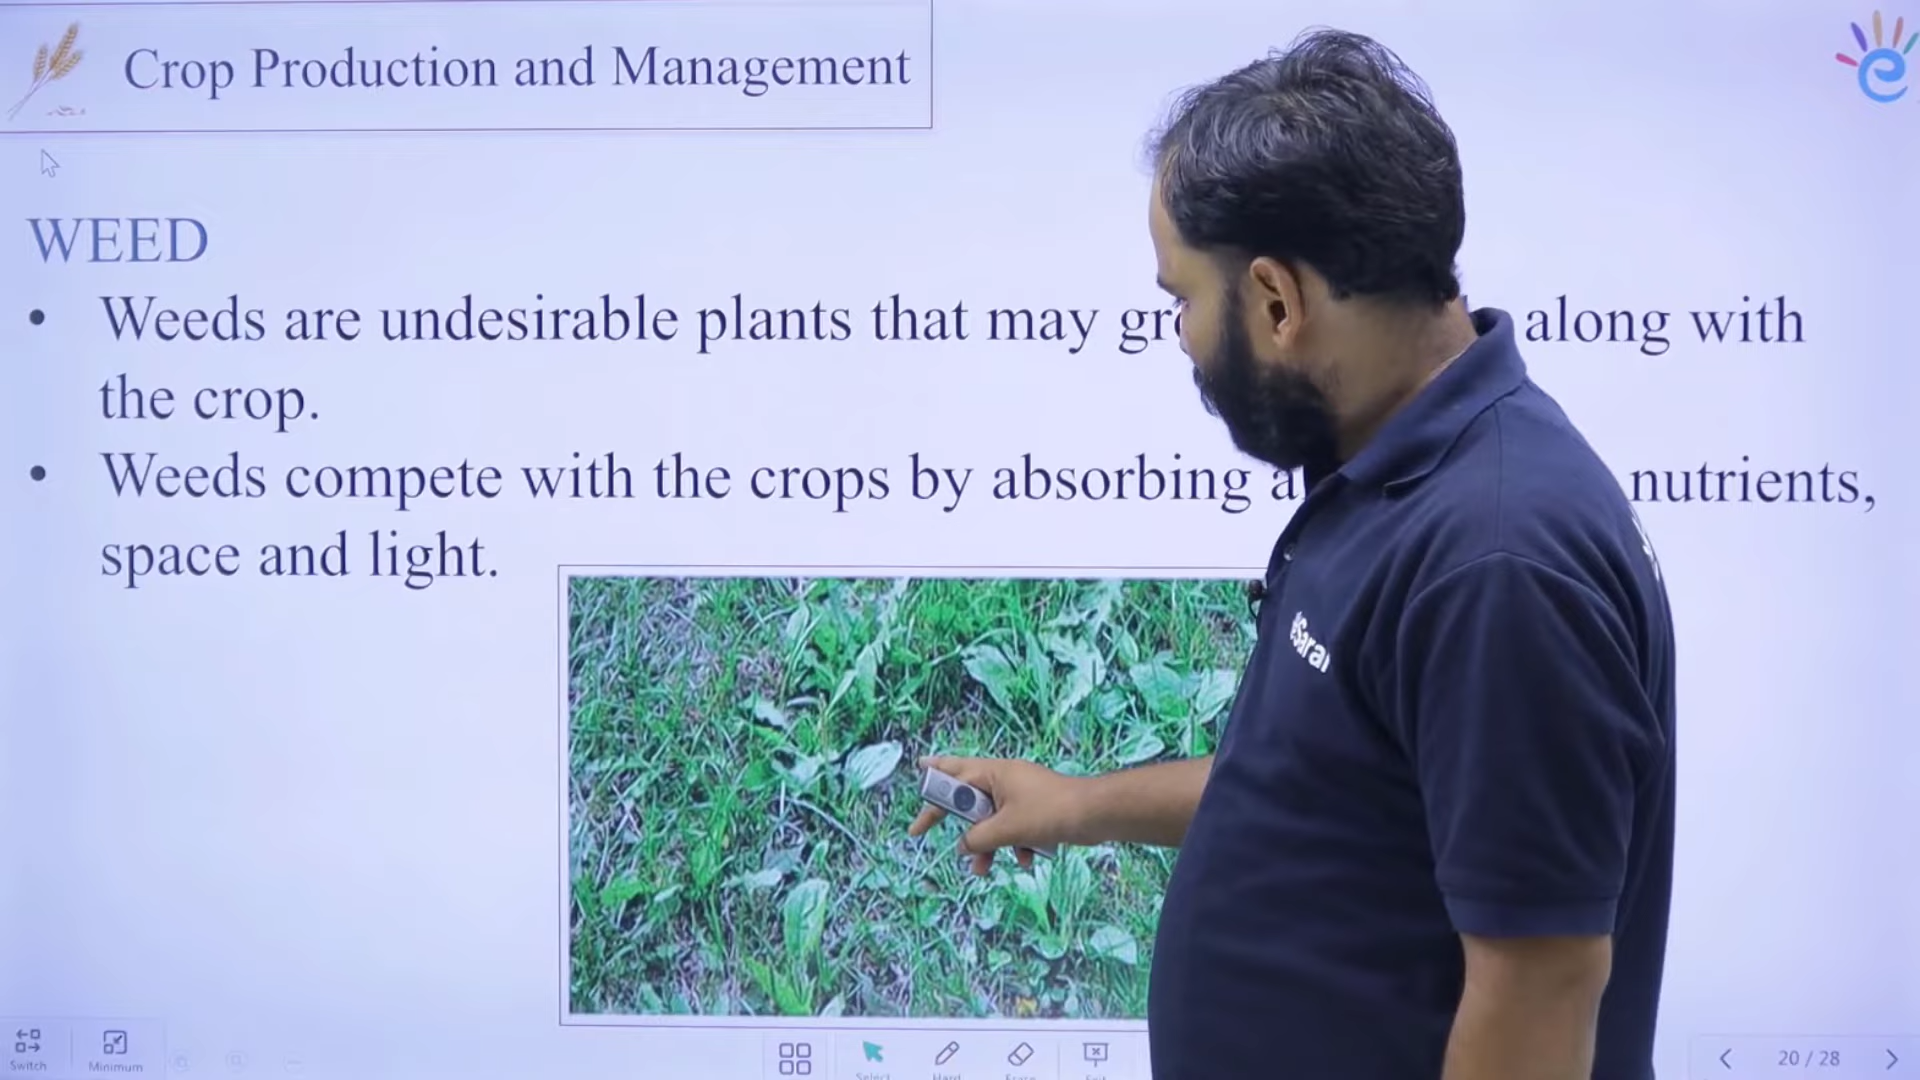 Crop Production and Management
WEED
• Weeds are undesirable plants that may along with
the crop.
• Weeds compete with the crops by absorbing nutrients,
space and light.
Switch
Minimum
Select
20 / 28